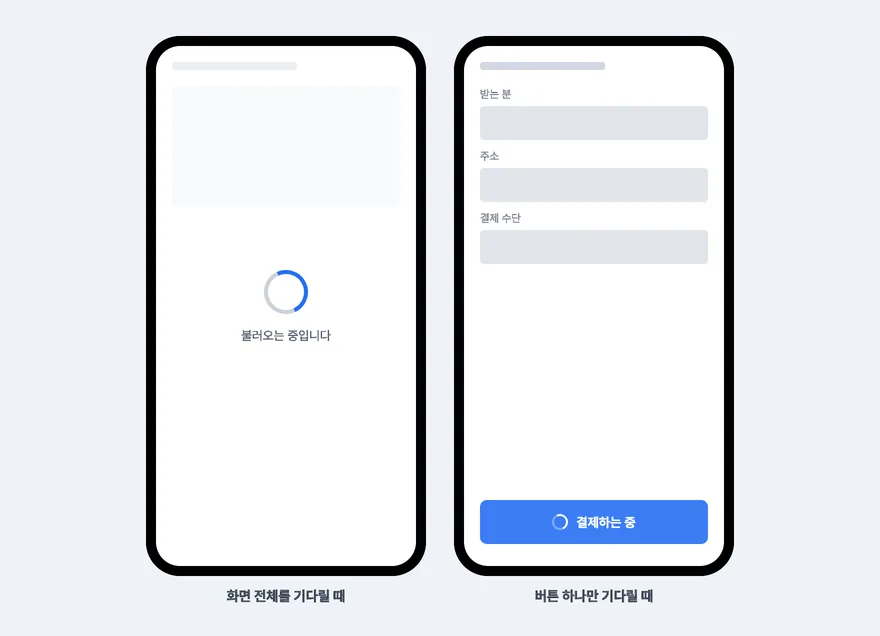 불러오는 중입니다
화면 전체를 기다릴 때
받는 분
주소
결제 수단
결제하는 중
버튼 하나만 기다릴 때